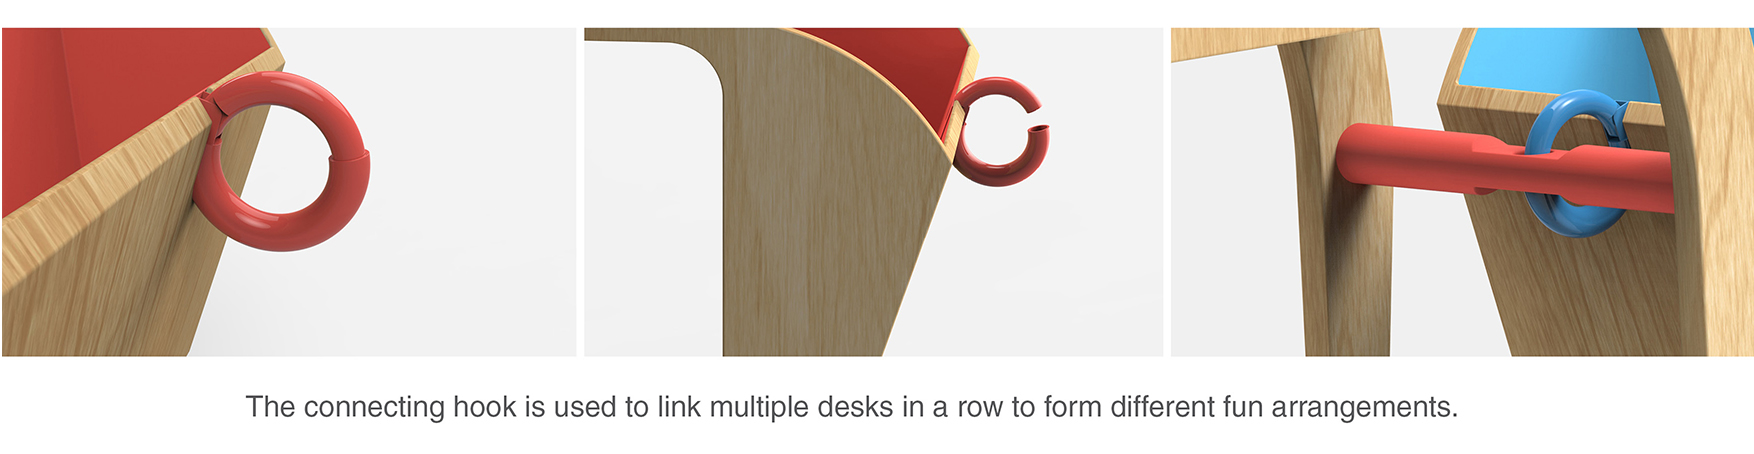 The connecting hook is used to link multiple desks in a row to form different fun arrangements.